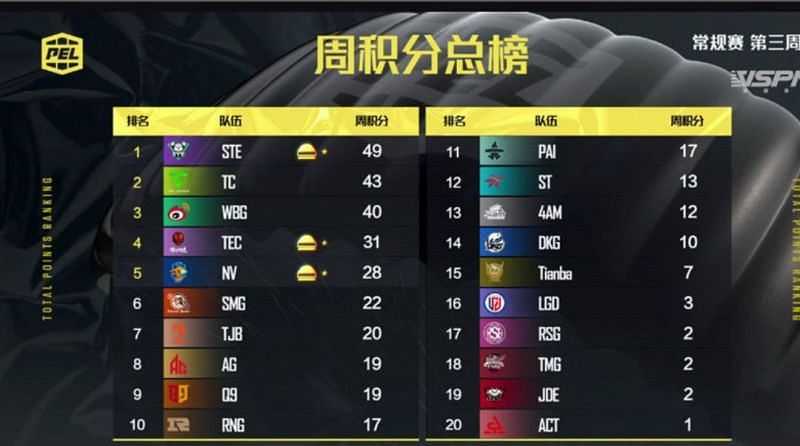 PEL
周积分总榜
常规赛 第三周
VSPN
TOTAL POINTS RANKING
排名 队伍 周积分
1 STE 49
2 TC 43
3 WBG 40
4 TEC 31
5 NV 28
6 SMG 22
7 TJB 20
8 AG 19
9 Q9 19
10 RNG 17
排名 队伍 周积分
11 PAI 17
12 ST 13
13 4AM 12
14 DKG 10
15 Tianba 7
16 LGD 3
17 RSG 2
18 TMG 2
19 JDE 2
20 ACT 1
TOTAL POINTS RANKING